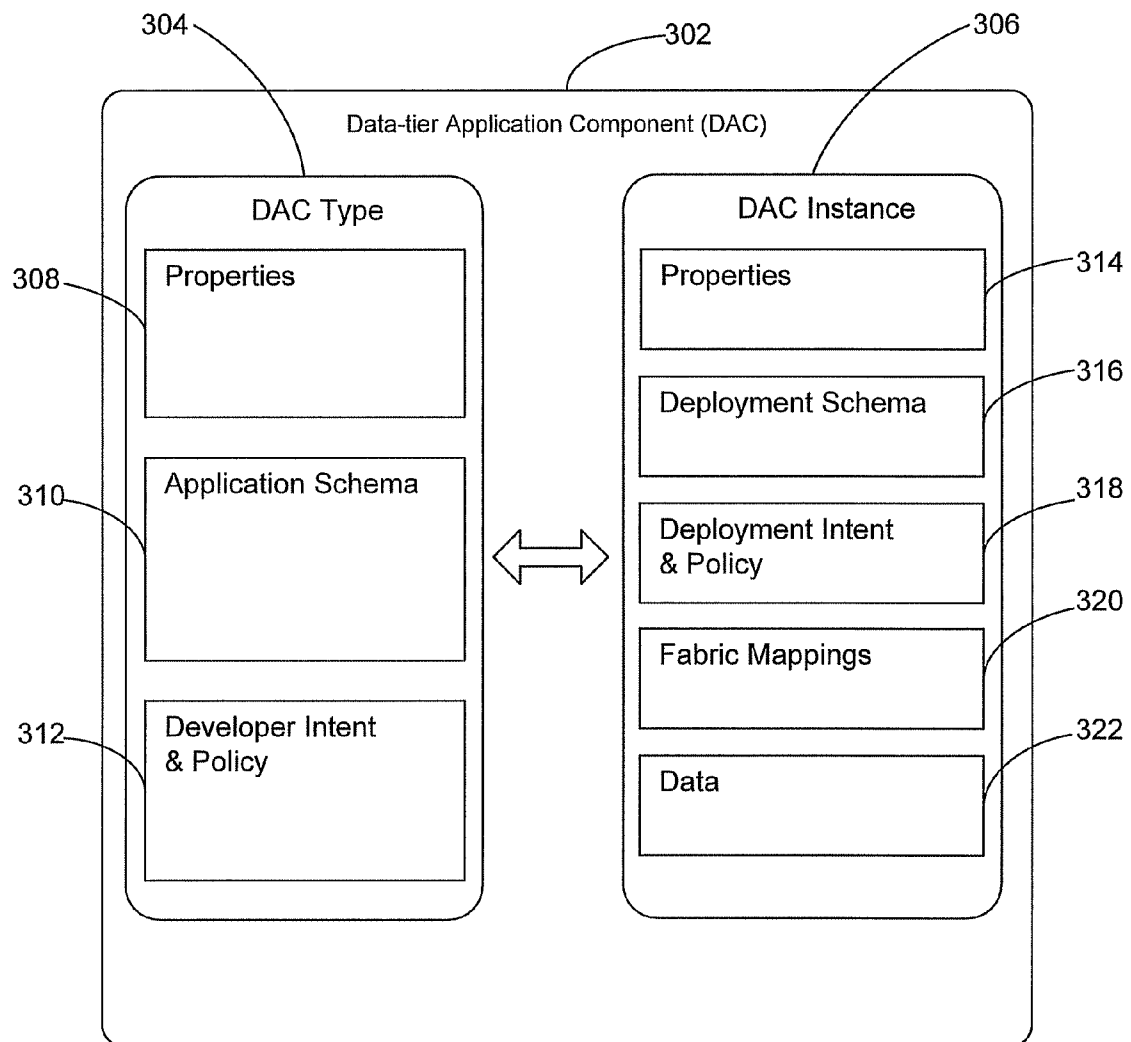 304
302
306
Data-tier Application Component (DAC)
DAC Type
308
Properties
310
Application Schema
312
Developer Intent
& Policy
DAC Instance
Properties
314
Deployment Schema
316
Deployment Intent
& Policy
318
Fabric Mappings
320
Data
322